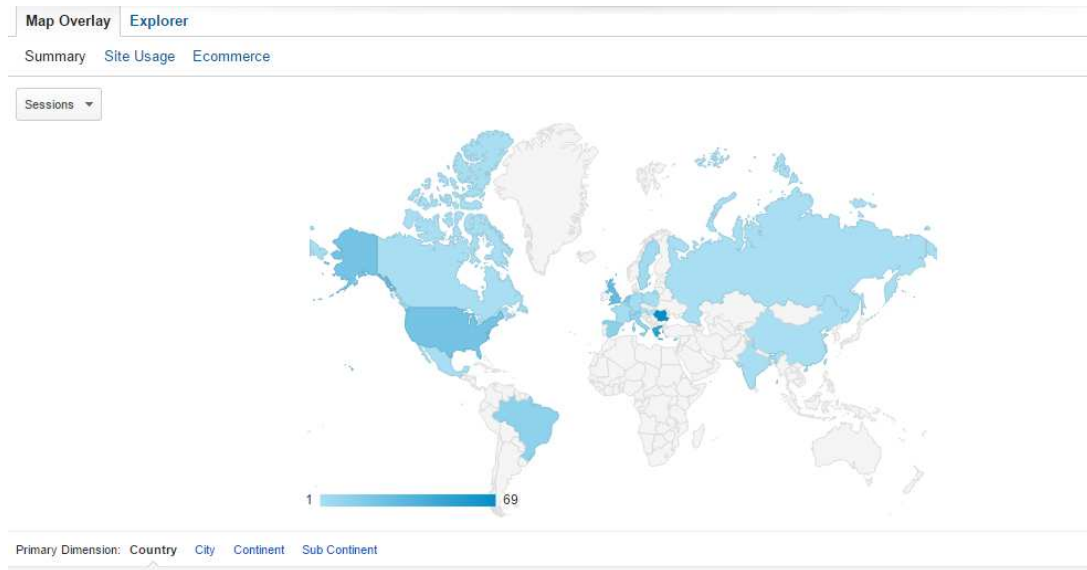 Map Overlay Explorer
Summary Site Usage Ecommerce
Sessions
1 69
Primary Dimension: Country City Continent Sub Continent